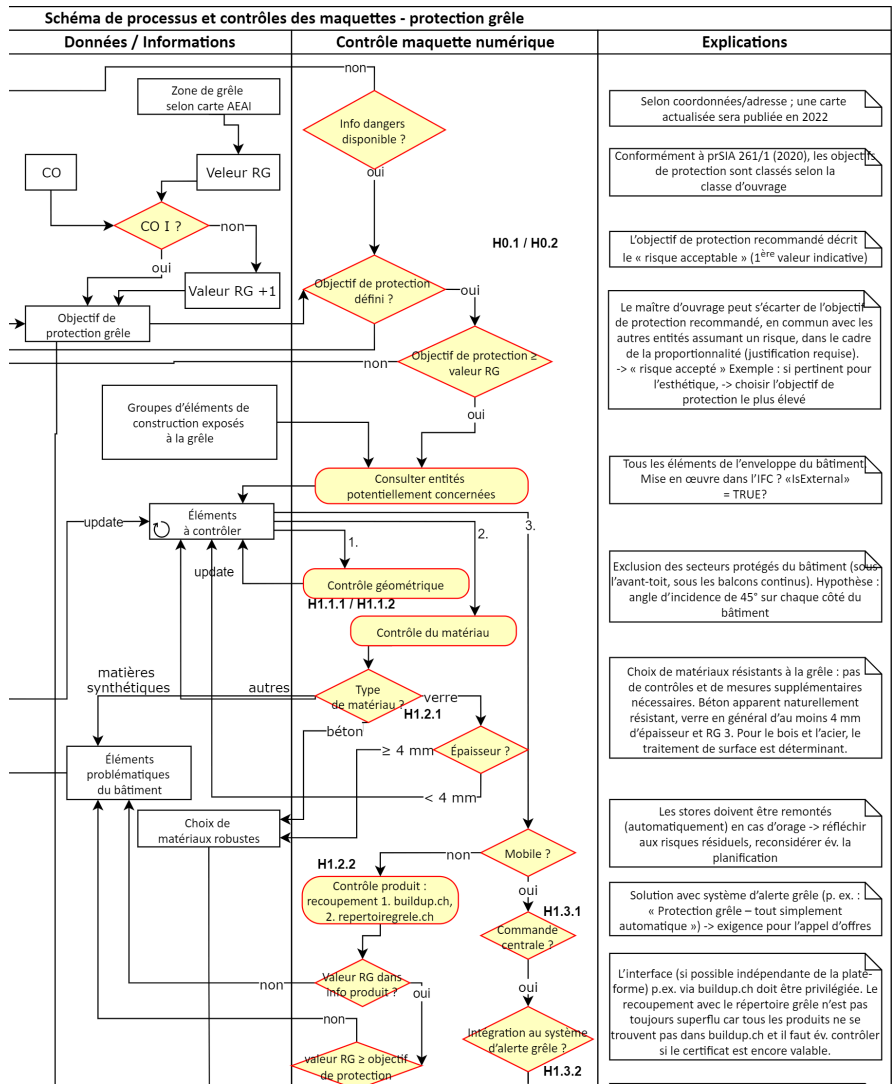 Schéma de processus et contrôles des maquettes - protection grêle
Données / Informations
Contrôle maquette numérique
Explications
non
Zone de grêle
selon carte AEAI
Info dangers
disponible ?
Selon coordonnées/adresse ; une carte
actualisée sera publiée en 2022
CO
Veleur RG
oui
Conformément à prSIA 261/1 (2020), les objectifs
de protection sont classés selon la
classe d'ouvrage
CO I ?
non
oui
H0.1 / H0.2
L'objectif de protection recommandé décrit
le « risque acceptable » (1ère valeur indicative)
Valeur RG +1
Objectif de protection
défini ?
oui
Objectif de
protection grêle
Le maître d'ouvrage peut s'écarter de l'objectif
de protection recommandé, en commun avec les
autres entités assumant un risque, dans le cadre
de la proportionnalité (justification requise).
-> « risque accepté » Exemple : si pertinent pour
l'esthétique, -> choisir l'objectif de
protection le plus élevé
non
Objectif de protection ≥
valeur RG
oui
Groupes d'éléments de
construction exposés
à la grêle
Consulter entités
potentiellement concernées
Tous les éléments de l'enveloppe du bâtiment.
Mise en œuvre dans l'IFC ? «IsExternal»
= TRUE?
update
Éléments
à contrôler
1.
2.
3.
update
Contrôle géométrique
H1.1.1 / H1.1.2
Exclusion des secteurs protégés du bâtiment (sous
l'avant-toit, sous les balcons continus). Hypothèse :
angle d'incidence de 45° sur chaque côté du
bâtiment
Contrôle du matériau
matières
synthétiques
autres
Type
de matériau ?
verre
H1.2.1
béton
Choix de matériaux résistants à la grêle : pas
de contrôles et de mesures supplémentaires
nécessaires. Béton apparent naturellement
résistant, verre en général d'au moins 4 mm
d'épaisseur et RG 3. Pour le bois et l'acier, le
traitement de surface est déterminant.
≥ 4 mm
Épaisseur ?
Éléments
problématiques
du bâtiment
< 4 mm
Choix de
matériaux robustes
Les stores doivent être remontés
(automatiquement) en cas d'orage -> réfléchir
aux risques résiduels, reconsidérer év. la
planification
non
Mobile ?
H1.2.2
oui
Contrôle produit :
recoupement 1. buildup.ch,
2. repertoiregrele.ch
H1.3.1
Commande
centrale ?
Solution avec système d'alerte grêle (p. ex. :
« Protection grêle – tout simplement
automatique ») -> exigence pour l'appel d'offres
non
Valeur RG dans
info produit ?
oui
oui
L'interface (si possible indépendante de la plate-
forme) p.ex. via buildup.ch doit être privilégiée. Le
recoupement avec le répertoire grêle n'est pas
toujours superflu car tous les produits ne se
trouvent pas dans buildup.ch et il faut év. contrôler
si le certificat est encore valable.
non
Intégration au système
d'alerte grêle ?
valeur RG ≥ objectif
de protection
H1.3.2